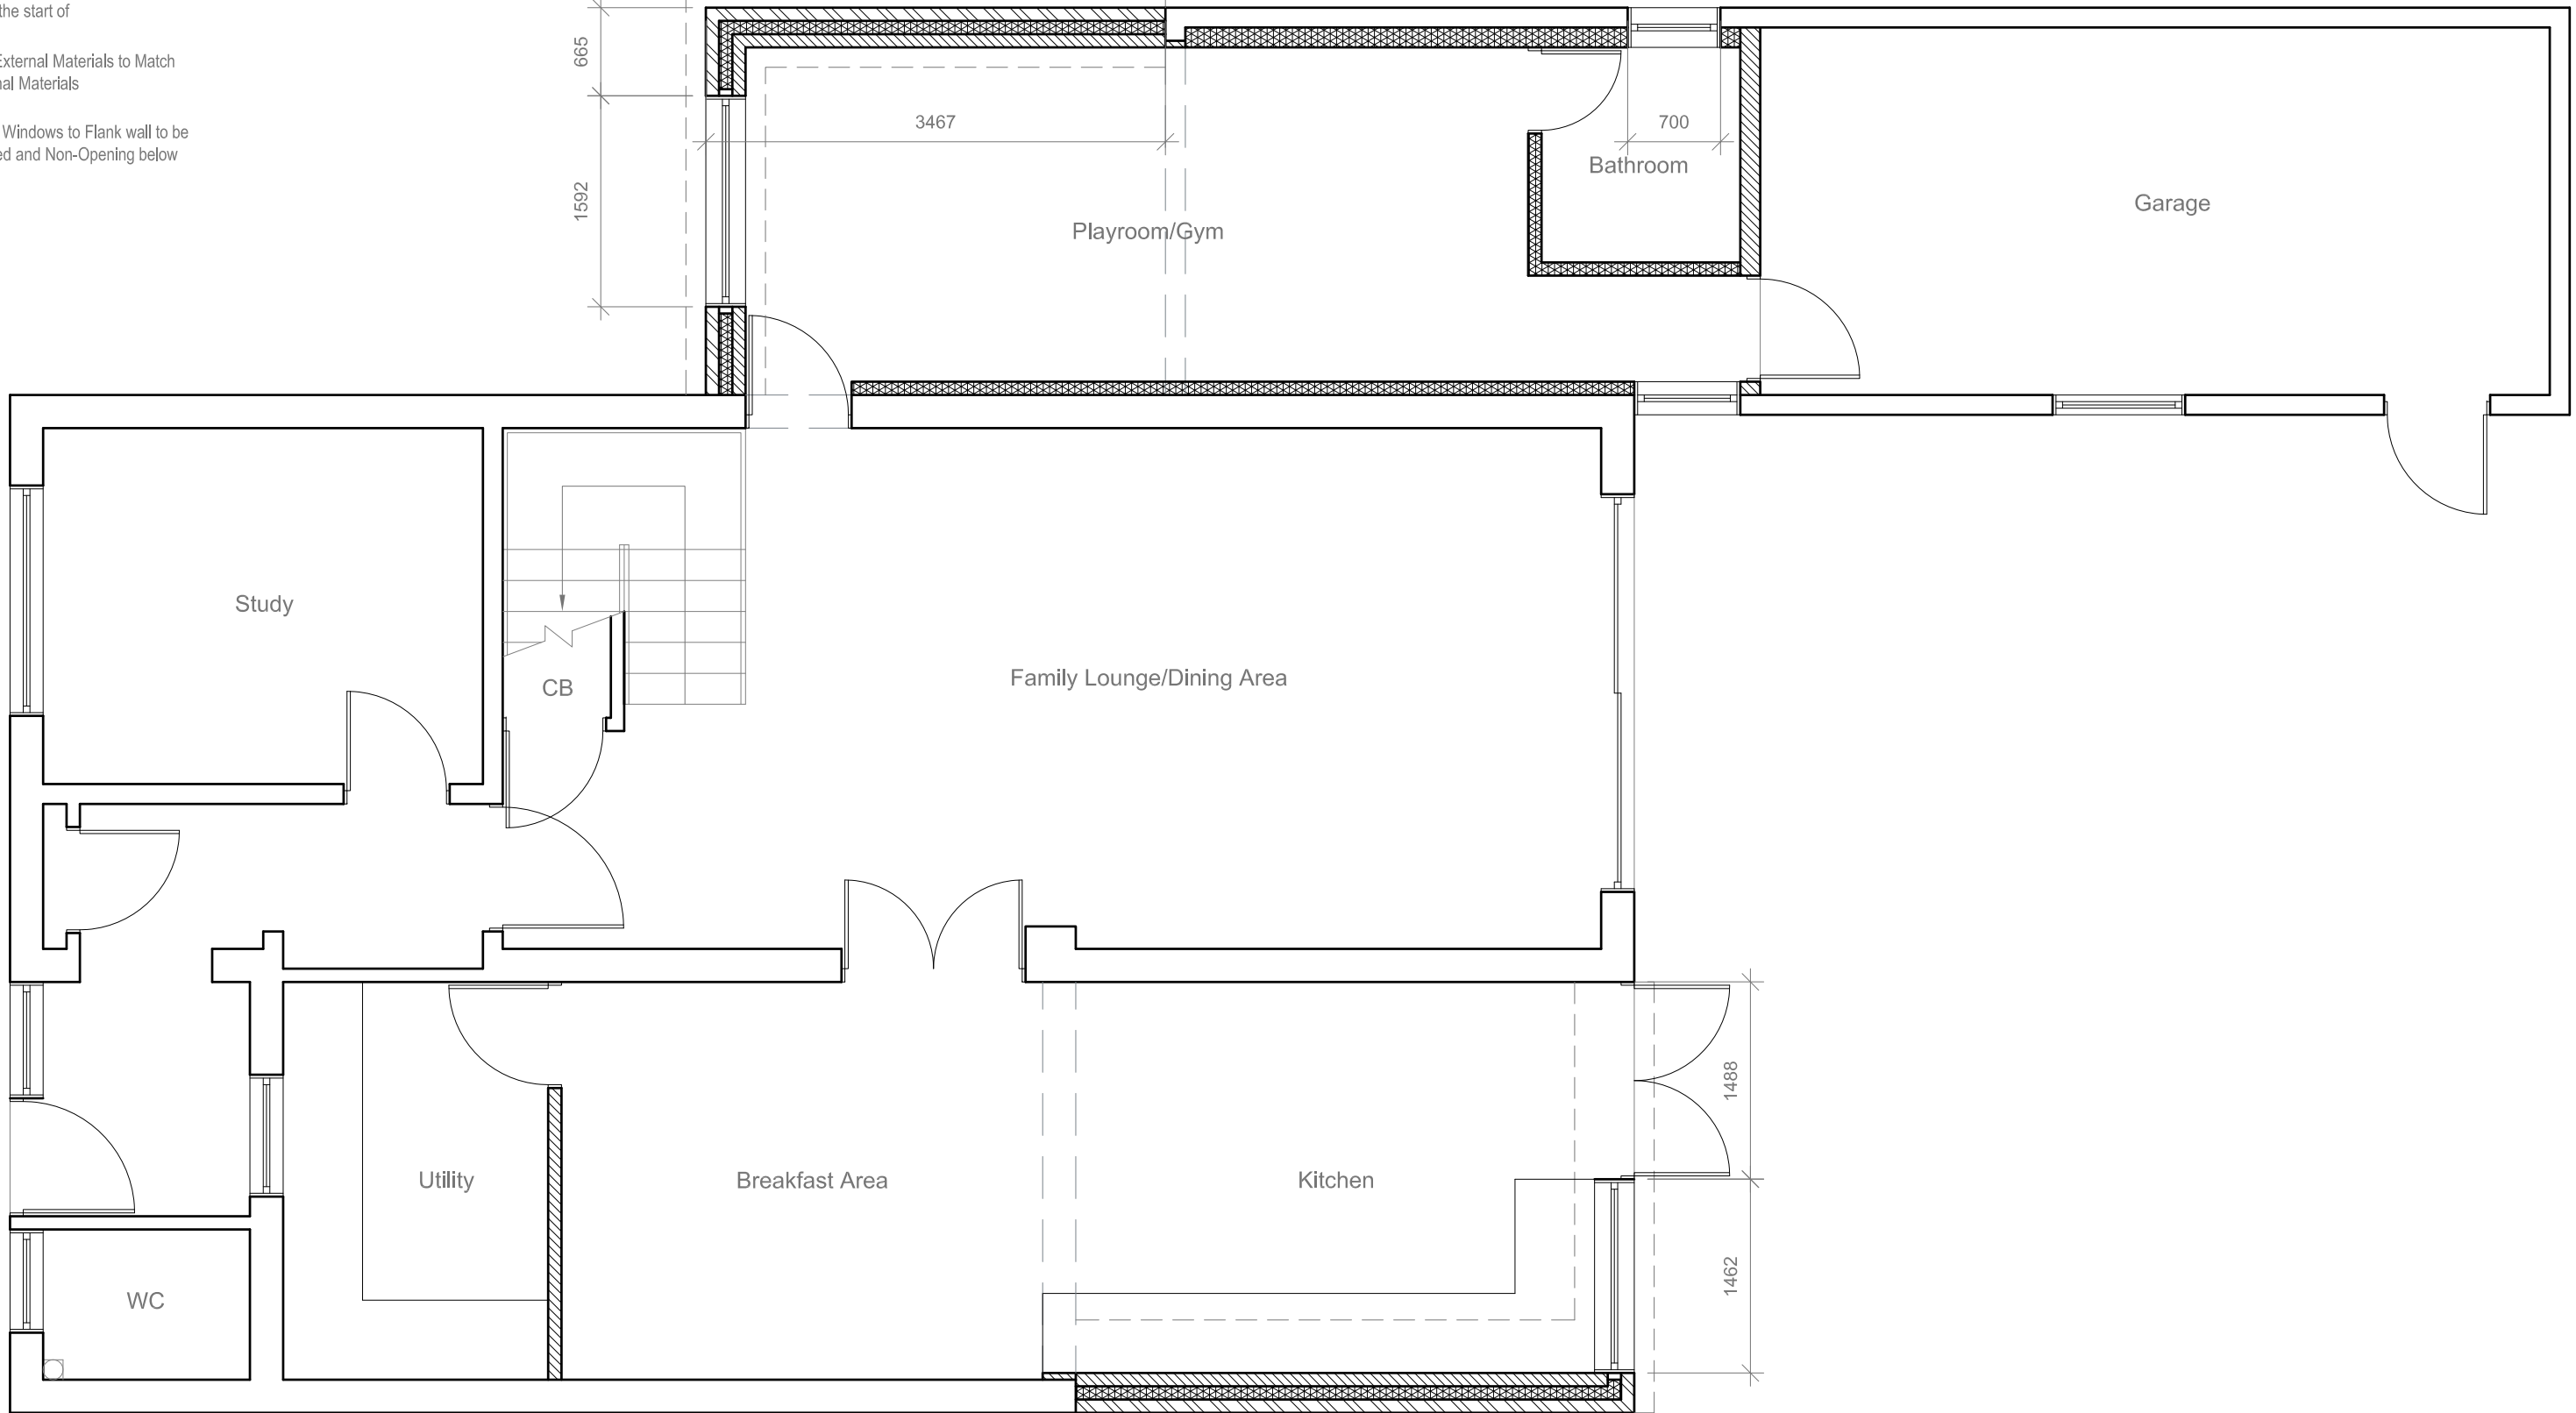 the start of
External Materials to Match
Materials
Windows to Flank wall to be
and Non-Opening below
665
1592
3467
700
Bathroom
Playroom/Gym
Garage
Study
CB
Family Lounge/Dining Area
Utility
Breakfast Area
Kitchen
1488
1462
WC